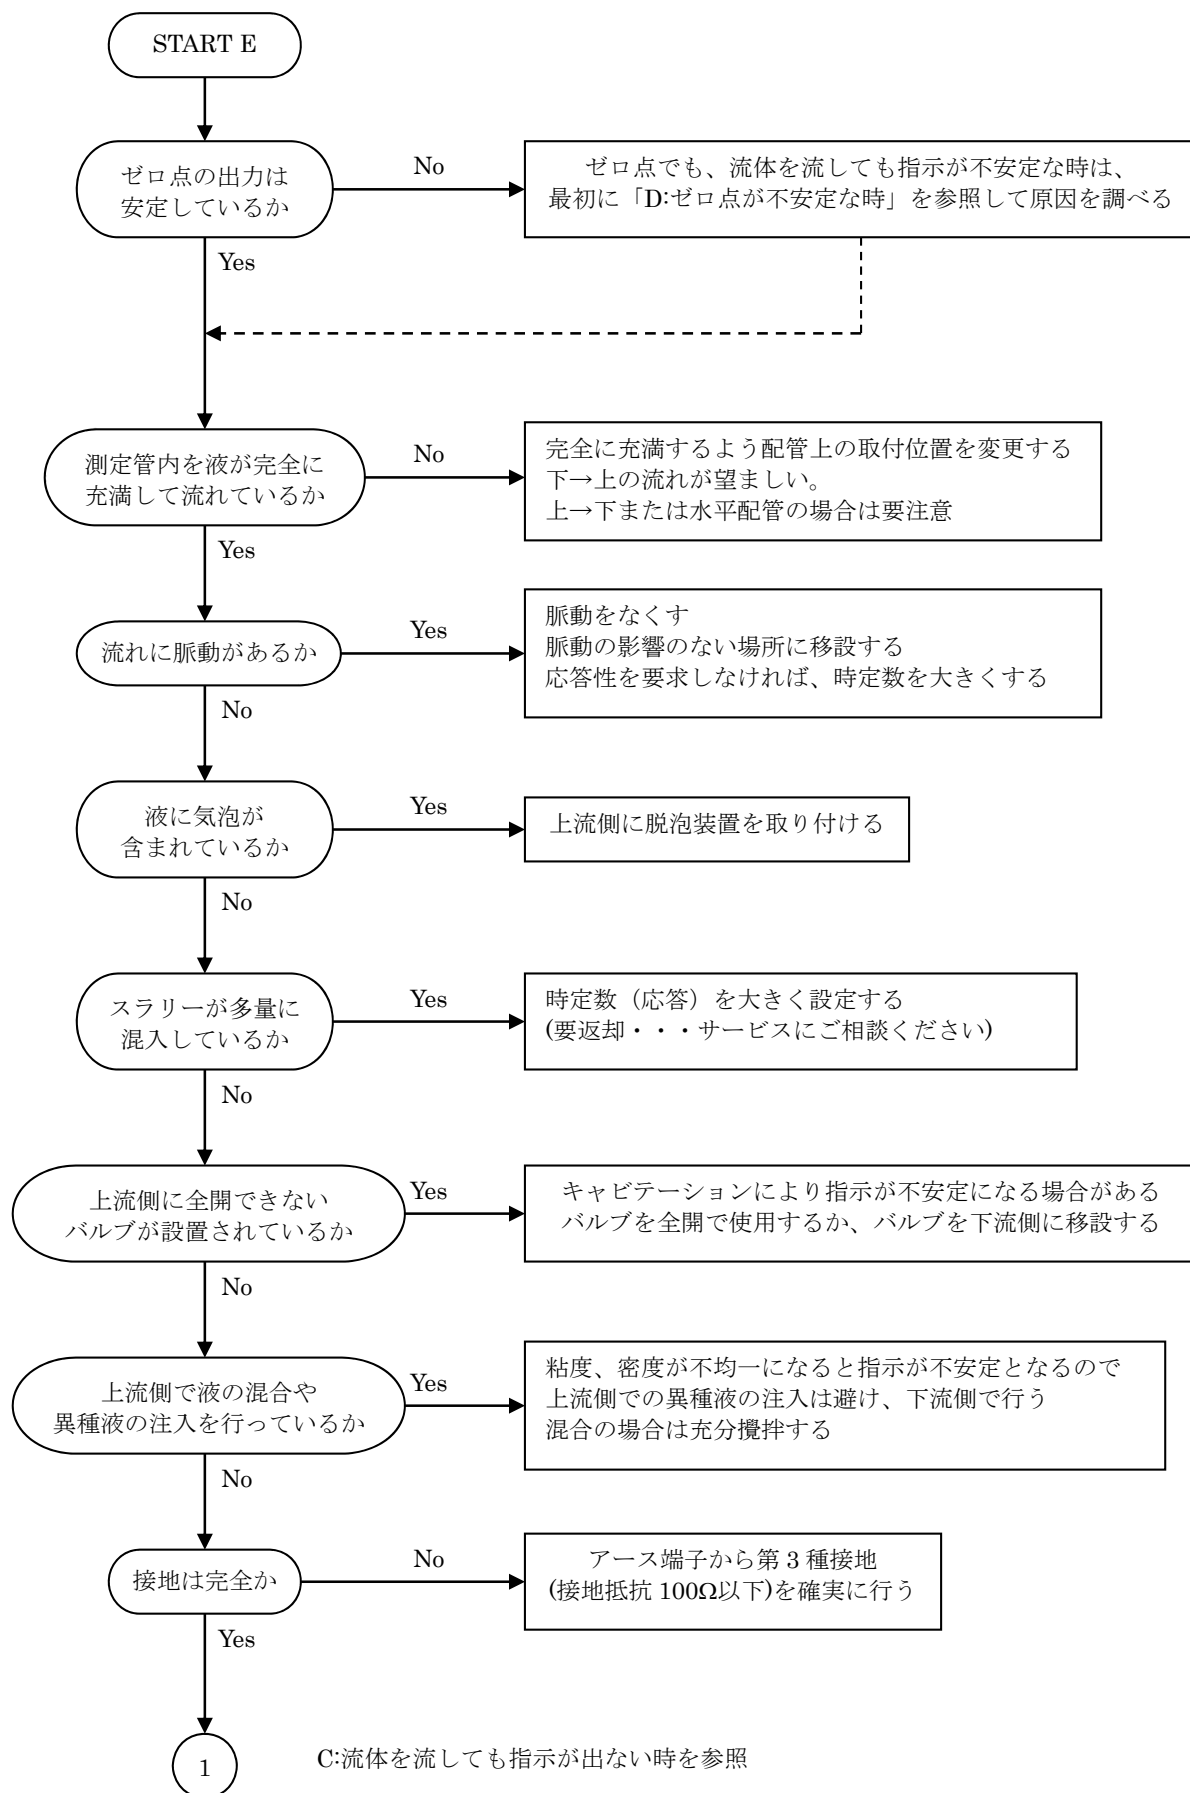 START E
ゼロ点の出力は
安定しているか
No
ゼロ点でも、流体を流しても指示が不安定な時は、
最初に「D:ゼロ点が不安定な時」を参照して原因を調べる
Yes
測定管内を液が完全に
充満して流れているか
No
完全に充満するよう配管上の取付位置を変更する
下→上の流れが望ましい。
上→下または水平配管の場合は要注意
Yes
流れに脈動があるか
Yes
脈動をなくす
脈動の影響のない場所に移設する
応答性を要求しなければ、時定数を大きくする
No
液に気泡が
含まれているか
Yes
上流側に脱泡装置を取り付ける
No
スラリーが多量に
混入しているか
Yes
時定数（応答）を大きく設定する
(要返却・・・サービスにご相談ください)
No
上流側に全開できない
バルブが設置されているか
Yes
キャビテーションにより指示が不安定になる場合がある
バルブを全開で使用するか、バルブを下流側に移設する
No
上流側で液の混合や
異種液の注入を行っているか
Yes
粘度、密度が不均一になると指示が不安定となるので
上流側での異種液の注入は避け、下流側で行う
混合の場合は充分攪拌する
No
接地は完全か
No
アース端子から第 3 種接地
(接地抵抗 100Ω以下)を確実に行う
Yes
1
C:流体を流しても指示が出ない時を参照